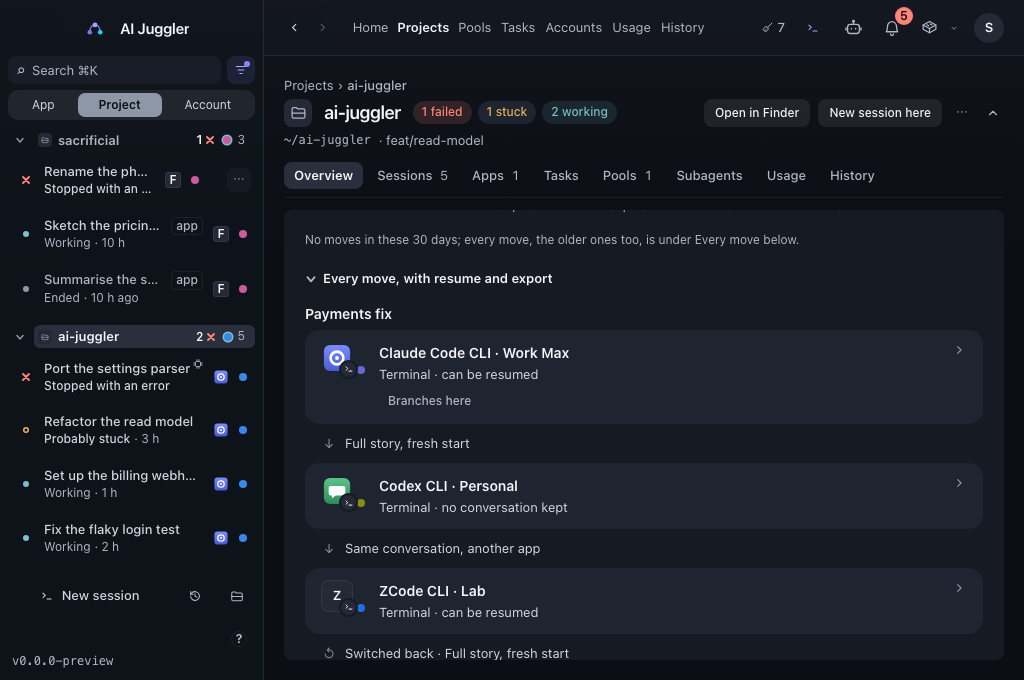 AI Juggler
Search ⌘K
App Project Account
sacrificial 1 3
Rename the ph...
Stopped with an ...
F
Sketch the pricin... app
Working · 10 h
F
Summarise the s... app
Ended · 10 h ago
F
ai-juggler 2 5
Port the settings parser
Stopped with an error
Refactor the read model
Probably stuck · 3 h
Set up the billing webh...
Working · 1 h
Fix the flaky login test
Working · 2 h
New session
?
v0.0.0-preview
Home Projects Pools Tasks Accounts Usage History 7 5 S
Projects › ai-juggler
ai-juggler 1 failed 1 stuck 2 working Open in Finder New session here ...
~/ai-juggler · feat/read-model
Overview Sessions 5 Apps 1 Tasks Pools 1 Subagents Usage History
No moves in these 30 days; every move, the older ones too, is under Every move below.
Every move, with resume and export
Payments fix
Claude Code CLI · Work Max
Terminal · can be resumed
Branches here
↓ Full story, fresh start
Codex CLI · Personal
Terminal · no conversation kept
↓ Same conversation, another app
Z ZCode CLI · Lab
Terminal · can be resumed
Switched back · Full story, fresh start